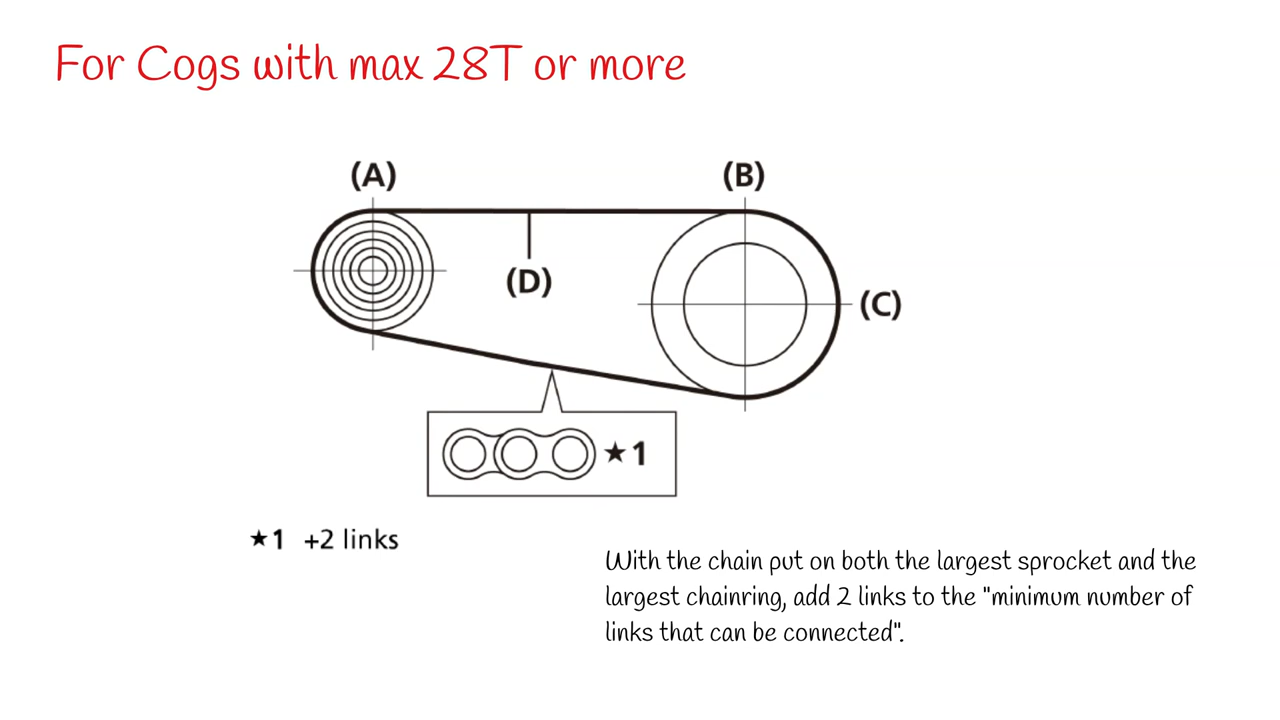 For Cogs with max 28T or more
(A)
(B)
(D)
(C)
★1
★1 +2 links
With the chain put on both the largest sprocket and the
largest chainring, add 2 links to the "minimum number of
links that can be connected".